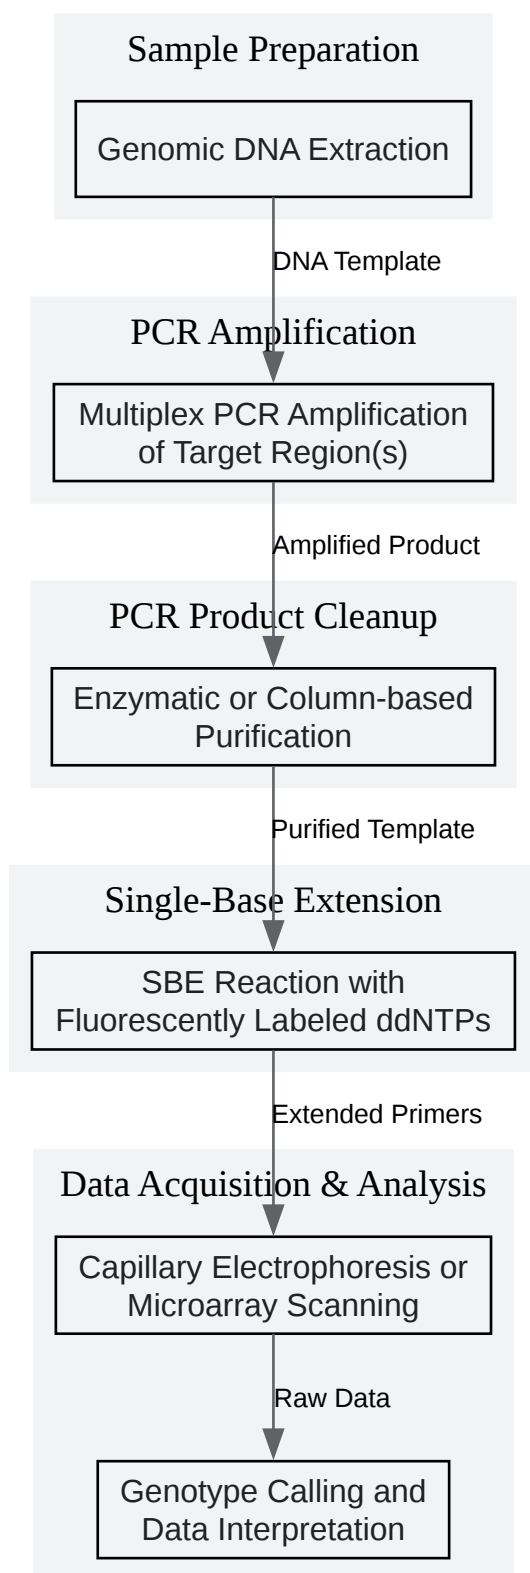 Sample Preparation
Genomic DNA Extraction
DNA Template
PCR Amplification
Multiplex PCR Amplification
of Target Region(s)
Amplified Product
PCR Product Cleanup
Enzymatic or Column-based
Purification
Purified Template
Single-Base Extension
SBE Reaction with
Fluorescently Labeled ddNTPs
Extended Primers
Data Acquisition & Analysis
Capillary Electrophoresis or
Microarray Scanning
Raw Data
Genotype Calling and
Data Interpretation